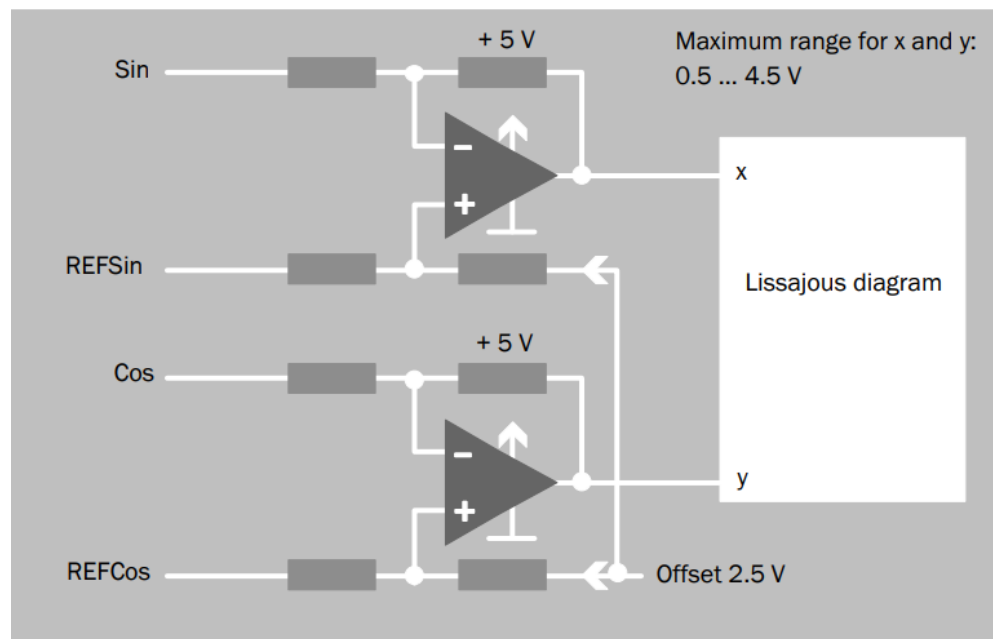 + 5 V
Maximum range for x and y:
0.5 ... 4.5 V
Sin
−
+
x
REFSin
Lissajous diagram
+ 5 V
Cos
−
+
y
REFCos
Offset 2.5 V